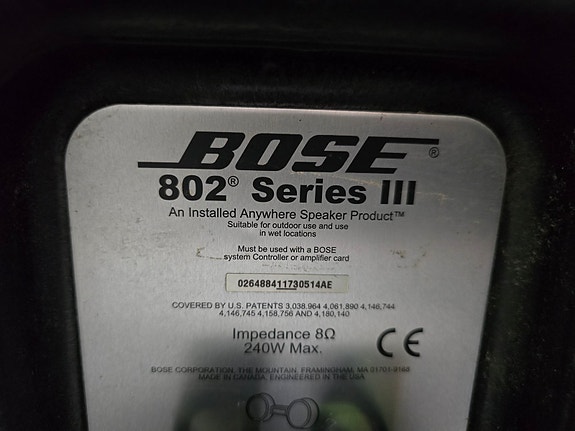 BOSE®
802® Series III
An Installed Anywhere Speaker Product™
Suitable for outdoor use and use
in wet locations
Must be used with a BOSE
system Controller or amplifier card
026488411730514AE
COVERED BY U.S. PATENTS 3,038,964 4,061,890 4,146,744
4,146,745 4,158,756 AND 4,180,140
Impedance 8Ω
240W Max.
CE
BOSE CORPORATION, THE MOUNTAIN, FRAMINGHAM, MA 01701-9168
MADE IN CANADA, ENGINEERED IN THE USA